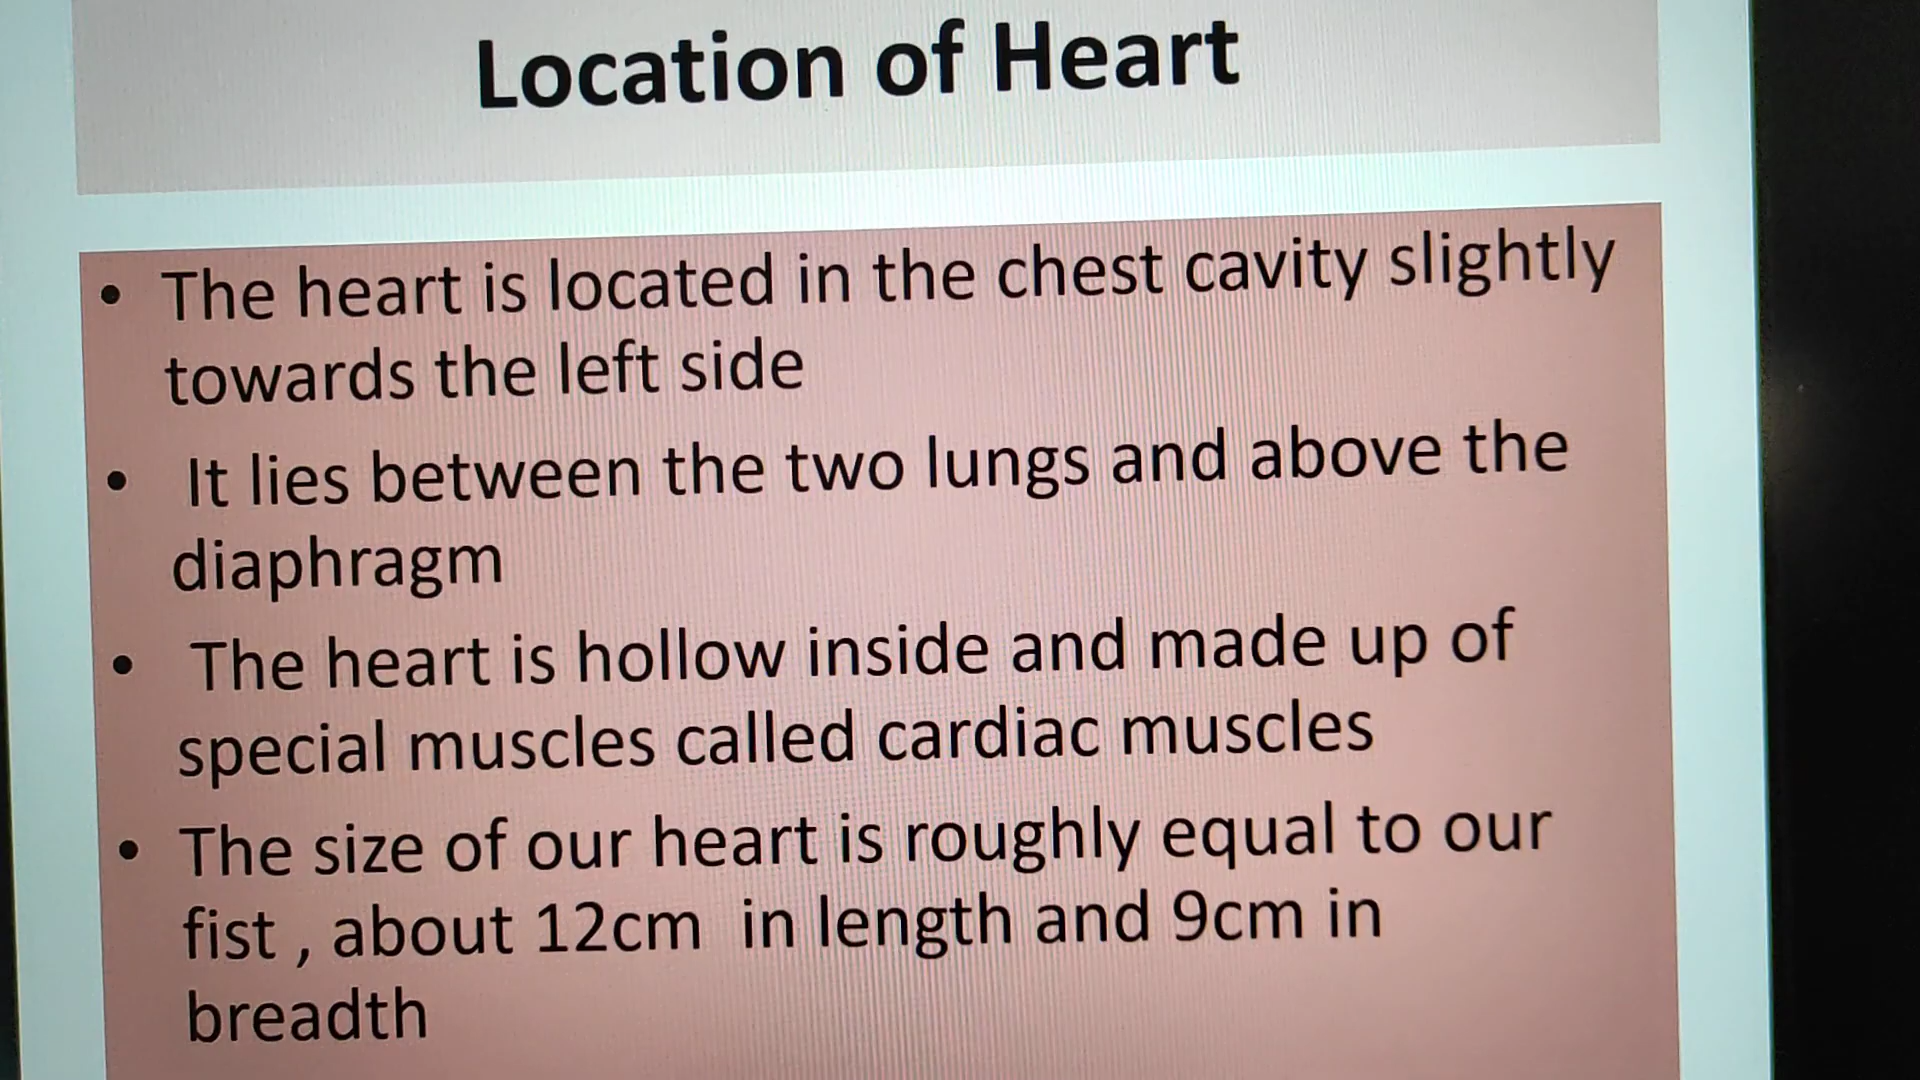 Location of Heart
• The heart is located in the chest cavity slightly
towards the left side
• It lies between the two lungs and above the
diaphragm
• The heart is hollow inside and made up of
special muscles called cardiac muscles
• The size of our heart is roughly equal to our
fist , about 12cm in length and 9cm in
breadth